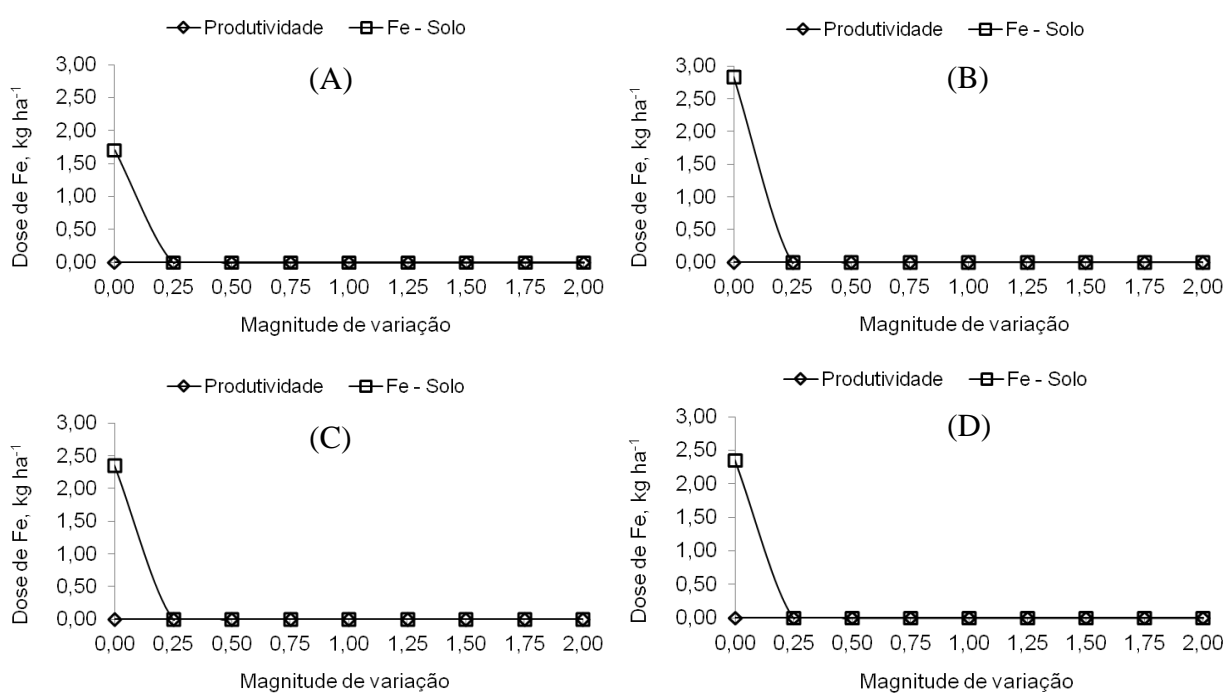 Produtividade Fe - Solo
(A)
Dose de Fe, kg ha-1
3,00
2,50
2,00
1,50
1,00
0,50
0,00
0,00 0,25 0,50 0,75 1,00 1,25 1,50 1,75 2,00
Magnitude de variação
Produtividade Fe - Solo
(B)
Dose de Fe, kg ha-1
3,00
2,50
2,00
1,50
1,00
0,50
0,00
0,00 0,25 0,50 0,75 1,00 1,25 1,50 1,75 2,00
Magnitude de variação
Produtividade Fe - Solo
(C)
Dose de Fe, kg ha-1
3,00
2,50
2,00
1,50
1,00
0,50
0,00
0,00 0,25 0,50 0,75 1,00 1,25 1,50 1,75 2,00
Magnitude de variação
Produtividade Fe - Solo
(D)
Dose de Fe, kg ha-1
3,00
2,50
2,00
1,50
1,00
0,50
0,00
0,00 0,25 0,50 0,75 1,00 1,25 1,50 1,75 2,00
Magnitude de variação